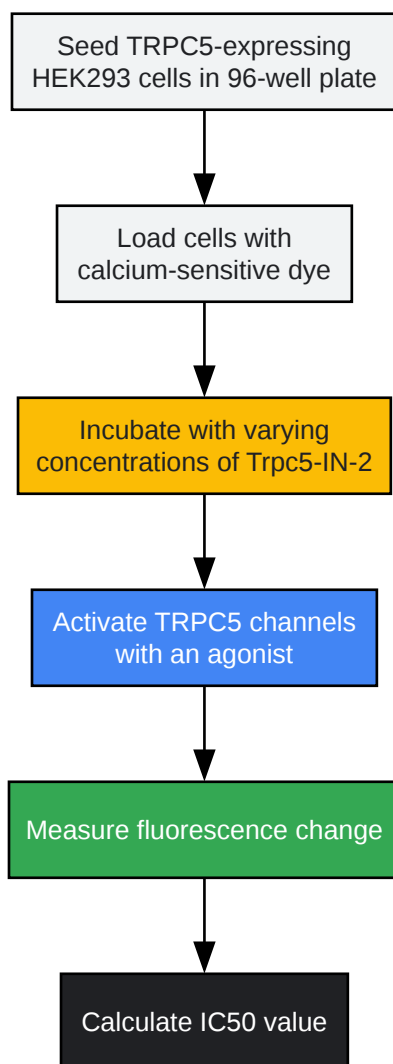 Seed TRPC5-expressing
HEK293 cells in 96-well plate
Load cells with
calcium-sensitive dye
Incubate with varying
concentrations of Trpc5-IN-2
Activate TRPC5 channels
with an agonist
Measure fluorescence change
Calculate IC50 value